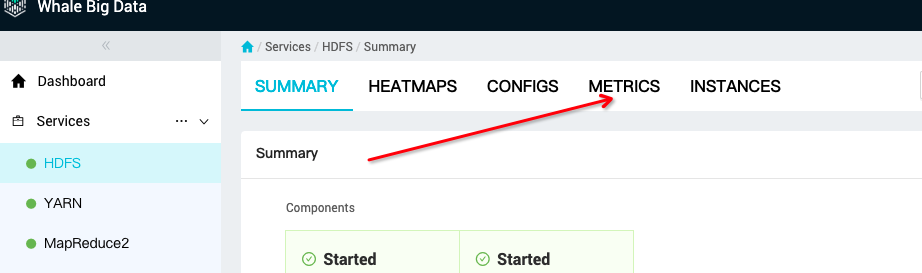 Whale Big Data
«
/ Services / HDFS / Summary
Dashboard
SUMMARY HEATMAPS CONFIGS METRICS INSTANCES
Services ...
Summary
HDFS
YARN
Components
MapReduce2
Started Started